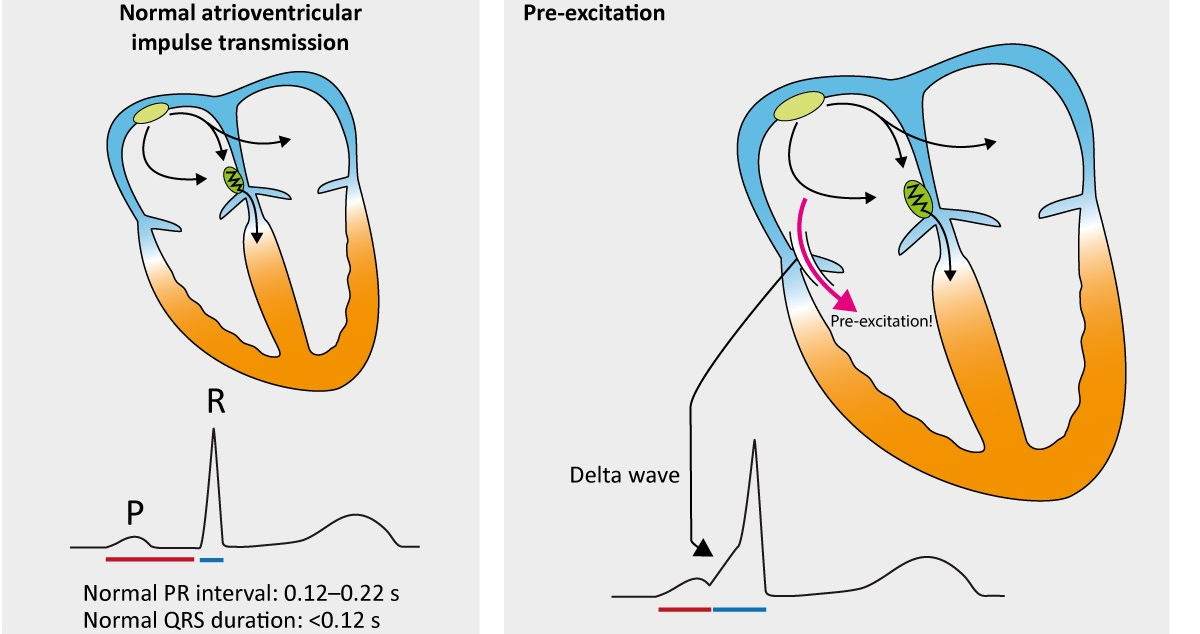 Normal atrioventricular
impulse transmission
R
P
Normal PR interval: 0.12–0.22 s
Normal QRS duration: <0.12 s
Pre-excitation
Pre-excitation!
Delta wave